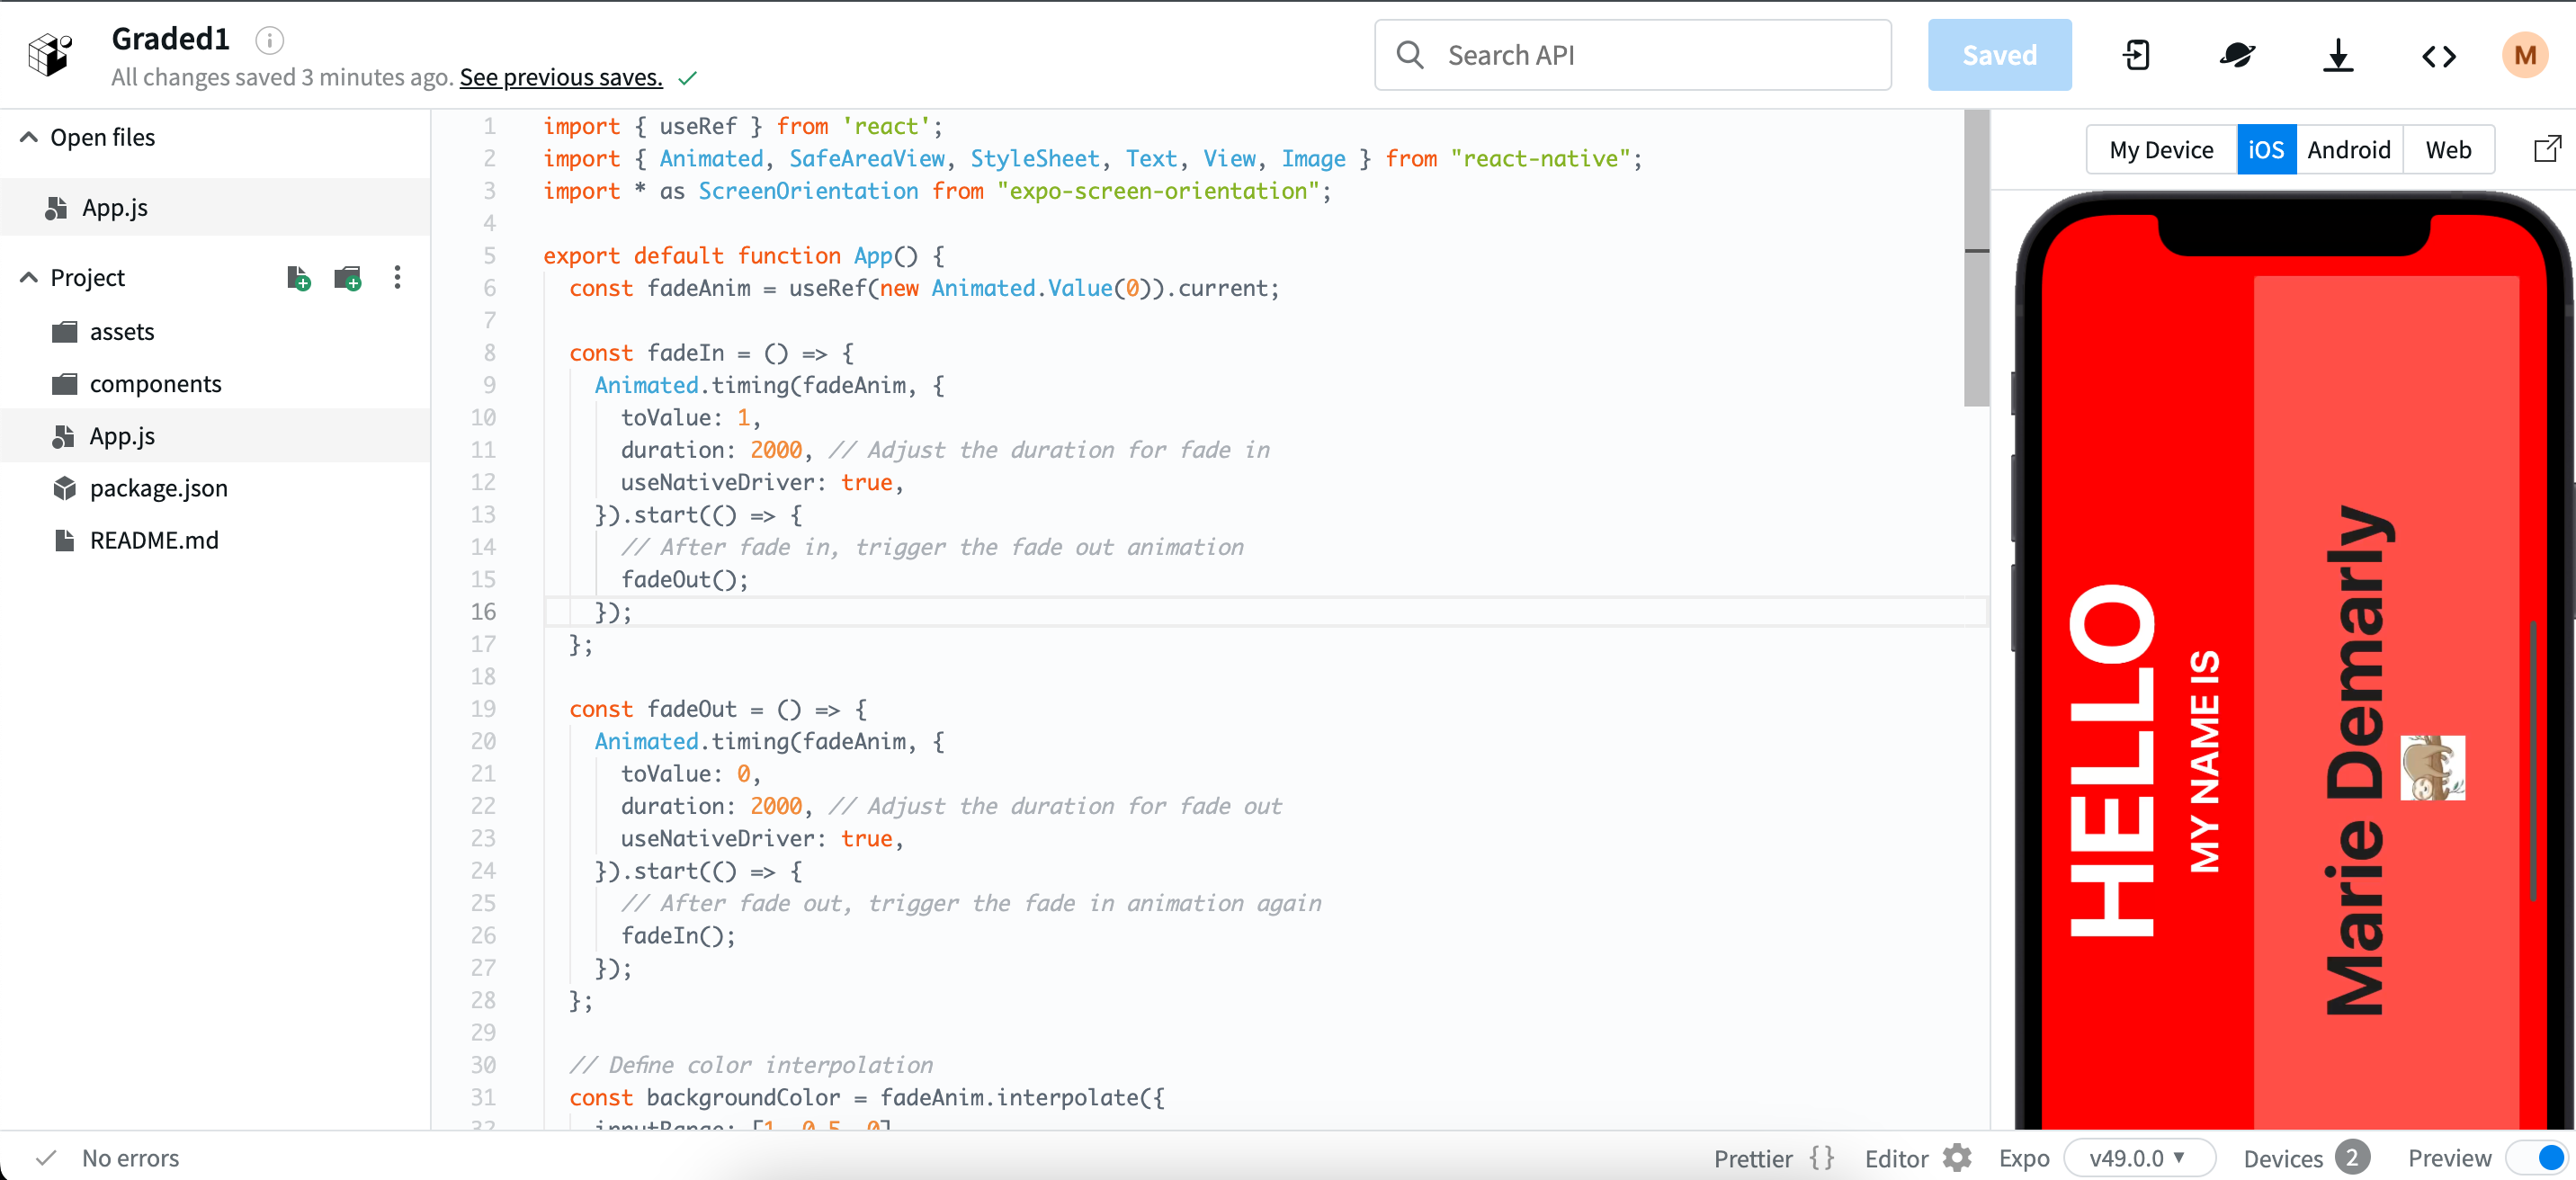 Graded1
All changes saved 3 minutes ago. See previous saves.
Search API
Saved
M
Open files
App.js
Project
assets
components
App.js
package.json
README.md
1 import { useRef } from 'react';
2 import { Animated, SafeAreaView, StyleSheet, Text, View, Image } from "react-native";
3 import * as ScreenOrientation from "expo-screen-orientation";
4
5 export default function App() {
6 const fadeAnim = useRef(new Animated.Value(0)).current;
7
8 const fadeIn = () => {
9 Animated.timing(fadeAnim, {
10 toValue: 1,
11 duration: 2000, // Adjust the duration for fade in
12 useNativeDriver: true,
13 }).start(() => {
14 // After fade in, trigger the fade out animation
15 fadeOut();
16 });
17 };
18
19 const fadeOut = () => {
20 Animated.timing(fadeAnim, {
21 toValue: 0,
22 duration: 2000, // Adjust the duration for fade out
23 useNativeDriver: true,
24 }).start(() => {
25 // After fade out, trigger the fade in animation again
26 fadeIn();
27 });
28 };
29
30 // Define color interpolation
31 const backgroundColor = fadeAnim.interpolate({
32 inputRange: [1, 0.5, 0]
My Device iOS Android Web
HELLO
MY NAME IS
Marie Demarly
No errors
Prettier {} Editor Expo v49.0.0 Devices 2 Preview